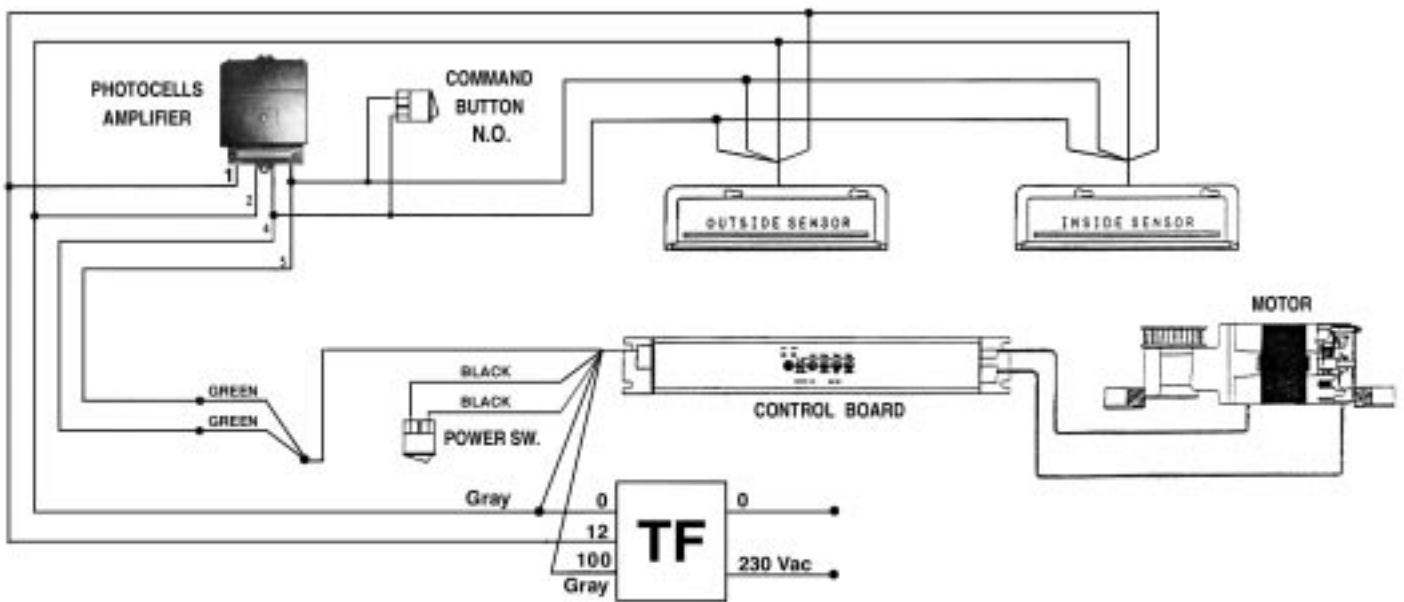 PHOTOCELLS
AMPLIFIER
COMMAND
BUTTON
N.O.
1
2
4
5
OUTSIDE SENSOR
INSIDE SENSOR
MOTOR
BLACK
BLACK
GREEN
GREEN
POWER SW.
CONTROL BOARD
Gray
0
12
100
Gray
TF
0
230 Vac